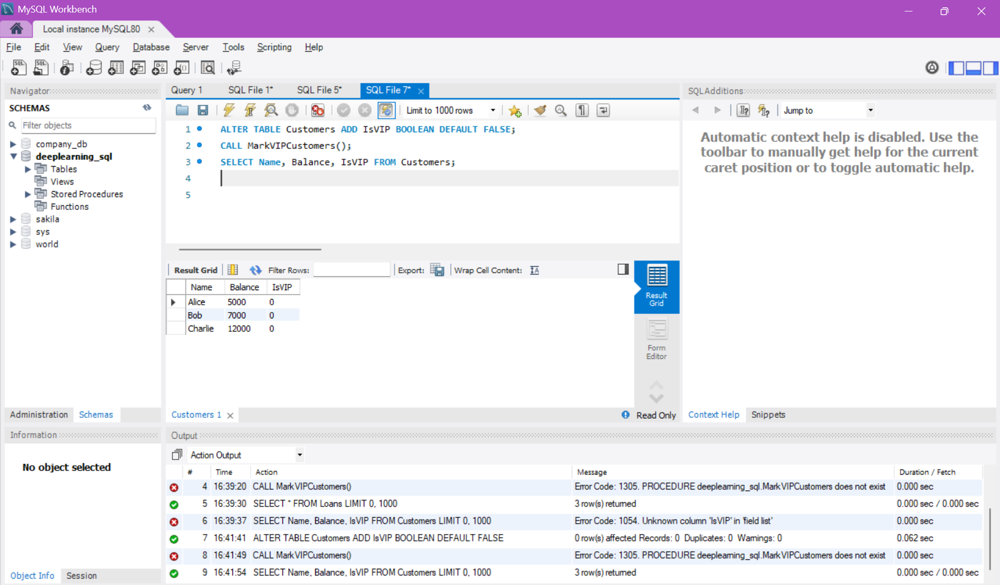 MySQL Workbench
Local instance MySQL80
File Edit View Query Database Server Tools Scripting Help
Navigator
SCHEMAS
Filter objects
company_db
deeplearning_sql
Tables
Views
Stored Procedures
Functions
sakila
sys
world
Administration Schemas
Information
No object selected
Object Info Session
Query 1 SQL File 1* SQL File 5* SQL File 7*
Limit to 1000 rows
1 ALTER TABLE Customers ADD IsVIP BOOLEAN DEFAULT FALSE;
2 CALL MarkVIPCustomers();
3 SELECT Name, Balance, IsVIP FROM Customers;
4
5
Result Grid Filter Rows: Export: Wrap Cell Content:
Name Balance IsVIP
Alice 5000 0
Bob 7000 0
Charlie 12000 0
Result
Grid
Form
Editor
Customers 1
Read Only
SQLAdditions
Jump to
Automatic context help is disabled. Use the
toolbar to manually get help for the current
caret position or to toggle automatic help.
Context Help Snippets
Output
Action Output
# Time Action Message Duration / Fetch
4 16:39:20 CALL MarkVIPCustomers() Error Code: 1305. PROCEDURE deeplearning_sql.MarkVIPCustomers does not exist 0.000 sec
5 16:39:30 SELECT * FROM Loans LIMIT 0, 1000 3 row(s) returned 0.000 sec / 0.000 sec
6 16:39:37 SELECT Name, Balance, IsVIP FROM Customers LIMIT 0, 1000 Error Code: 1054. Unknown column 'IsVIP' in 'field list' 0.000 sec
7 16:41:41 ALTER TABLE Customers ADD IsVIP BOOLEAN DEFAULT FALSE 0 row(s) affected Records: 0 Duplicates: 0 Warnings: 0 0.062 sec
8 16:41:49 CALL MarkVIPCustomers() Error Code: 1305. PROCEDURE deeplearning_sql.MarkVIPCustomers does not exist 0.000 sec
9 16:41:54 SELECT Name, Balance, IsVIP FROM Customers LIMIT 0, 1000 3 row(s) returned 0.000 sec / 0.000 sec